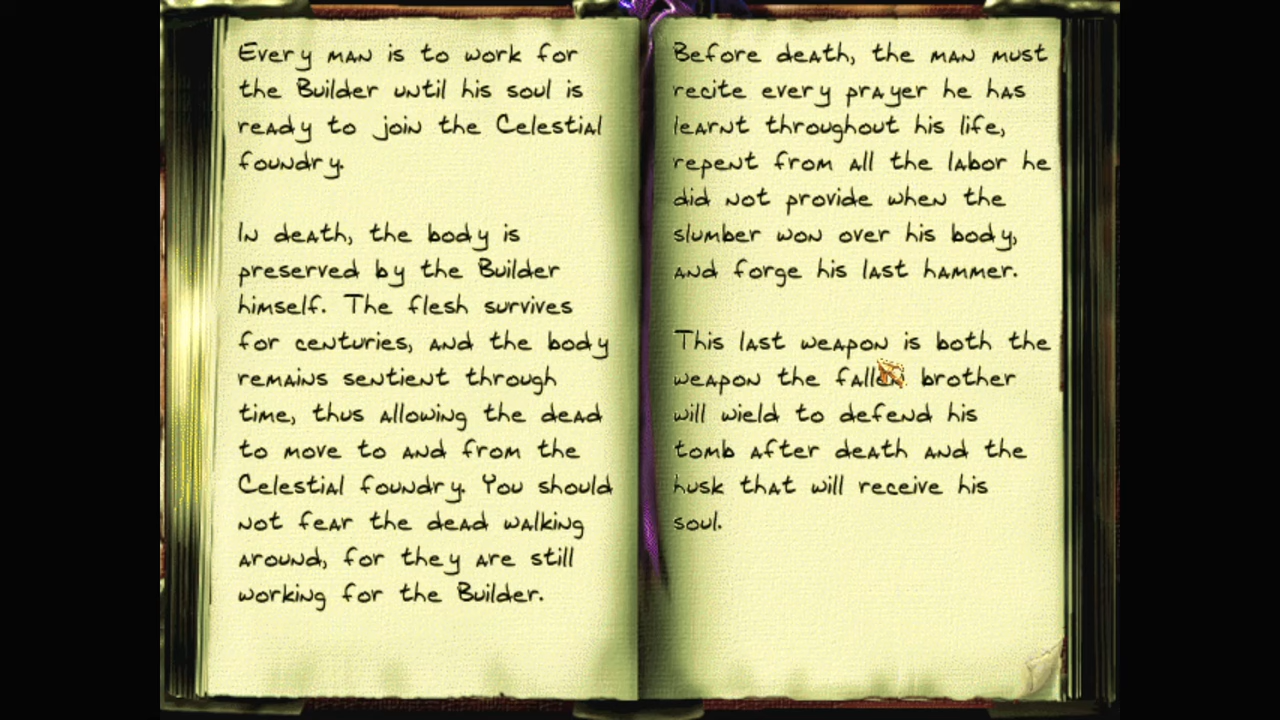 Every man is to work for
the Builder until his soul is
ready to join the Celestial
foundry.
In death, the body is
preserved by the Builder
himself. The flesh survives
for centuries, and the body
remains sentient through
time, thus allowing the dead
to move to and from the
Celestial foundry. You should
not fear the dead walking
around, for they are still
working for the Builder.
Before death, the man must
recite every prayer he has
learnt throughout his life,
repent from all the labor he
did not provide when the
slumber won over his body,
and forge his last hammer.
This last weapon is both the
weapon the fallen brother
will wield to defend his
tomb after death and the
husk that will receive his
soul.